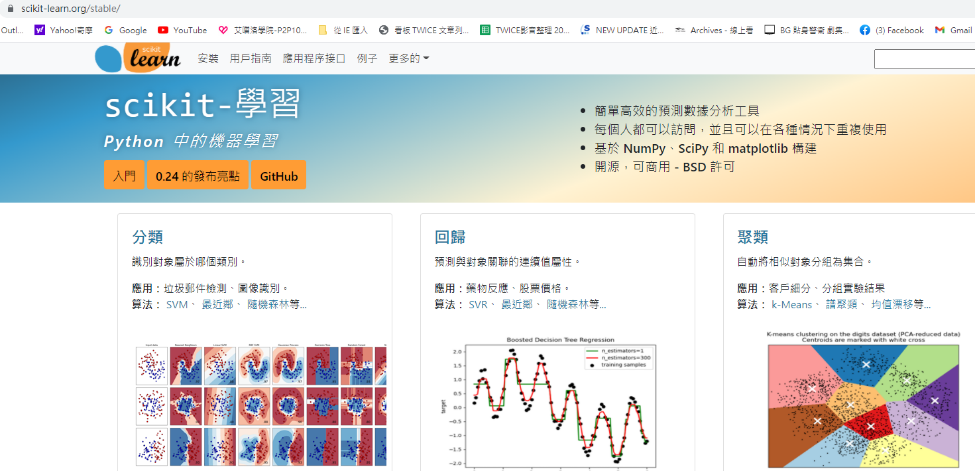 scikit-learn.org/stable/
Outl... Yahoo!奇摩 Google YouTube 艾瑪絲學院-P2P10... 從 IE 匯入 看板 TWICE 文章列... TWICE影音整理 20... NEW UPDATE 近... Archives - 線上看 BG 貼身警奇 劇集... (3) Facebook Gmail
scikit learn 安裝 用戶指南 應用程序接口 例子 更多的
scikit-學習
Python 中的機器學習
入門 0.24 的發布亮點 GitHub
簡單高效的預測數據分析工具
每個人都可以訪問，並且可以在各種情況下重複使用
基於 NumPy、SciPy 和 matplotlib 構建
開源，可商用 - BSD 許可
分類
識別對象屬於哪個類別。
應用：垃圾郵件檢測、圖像識別。
算法： SVM、 最近鄰、 隨機森林等...
回歸
預測與對象關聯的連續值屬性。
應用：藥物反應、股票價格。
算法： SVR、 最近鄰、 隨機森林等...
Boosted Decision Tree Regression
n_estimators=1
n_estimators=300
training samples
target
2.0
1.5
1.0
0.5
0.0
−0.5
−1.0
−1.5
−2.0
聚類
自動將相似對象分組為集合。
應用：客戶細分、分組實驗結果
算法： k-Means、 譜聚類、 均值漂移等...
K-means clustering on the digits dataset (PCA-reduced data)
Centroids are marked with white cross